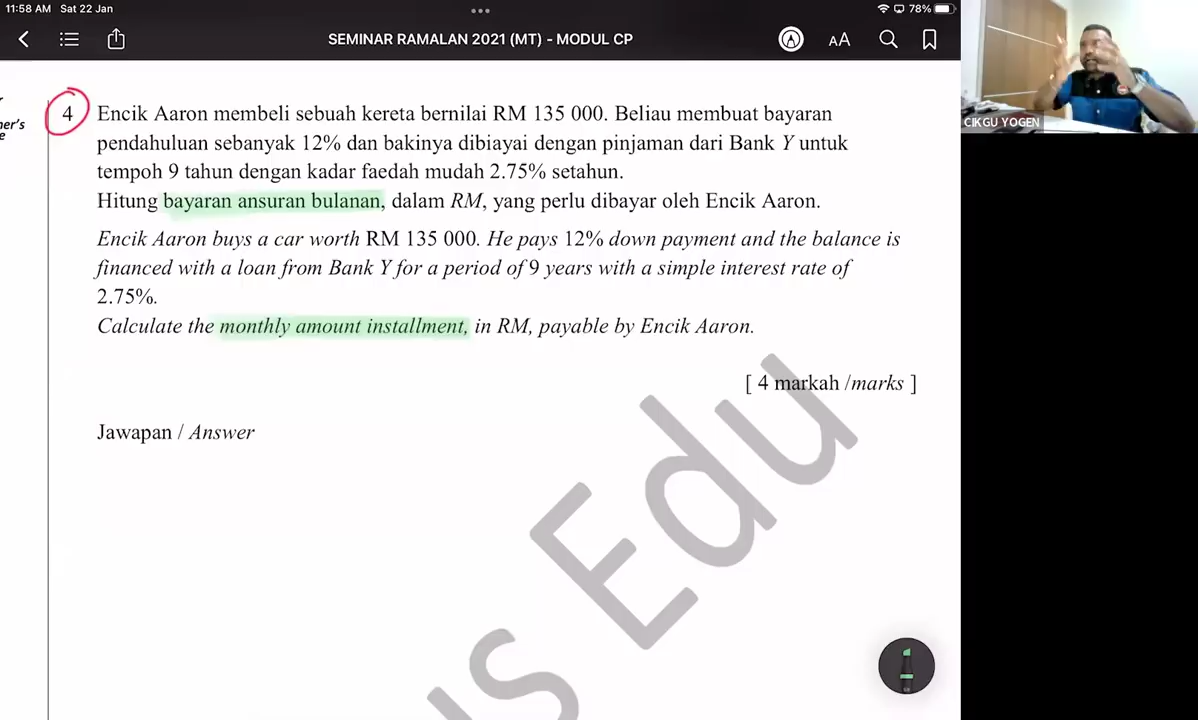 11:58 AM Sat 22 Jan
78%
SEMINAR RAMALAN 2021 (MT) - MODUL CP
AA
CIKGU YOGEN
ner's
e
4
Encik Aaron membeli sebuah kereta bernilai RM 135 000. Beliau membuat bayaran
pendahuluan sebanyak 12% dan bakinya dibiayai dengan pinjaman dari Bank Y untuk
tempoh 9 tahun dengan kadar faedah mudah 2.75% setahun.
Hitung bayaran ansuran bulanan, dalam RM, yang perlu dibayar oleh Encik Aaron.
Encik Aaron buys a car worth RM 135 000. He pays 12% down payment and the balance is
financed with a loan from Bank Y for a period of 9 years with a simple interest rate of
2.75%.
Calculate the monthly amount installment, in RM, payable by Encik Aaron.
[ 4 markah /marks ]
Jawapan / Answer
s Edu